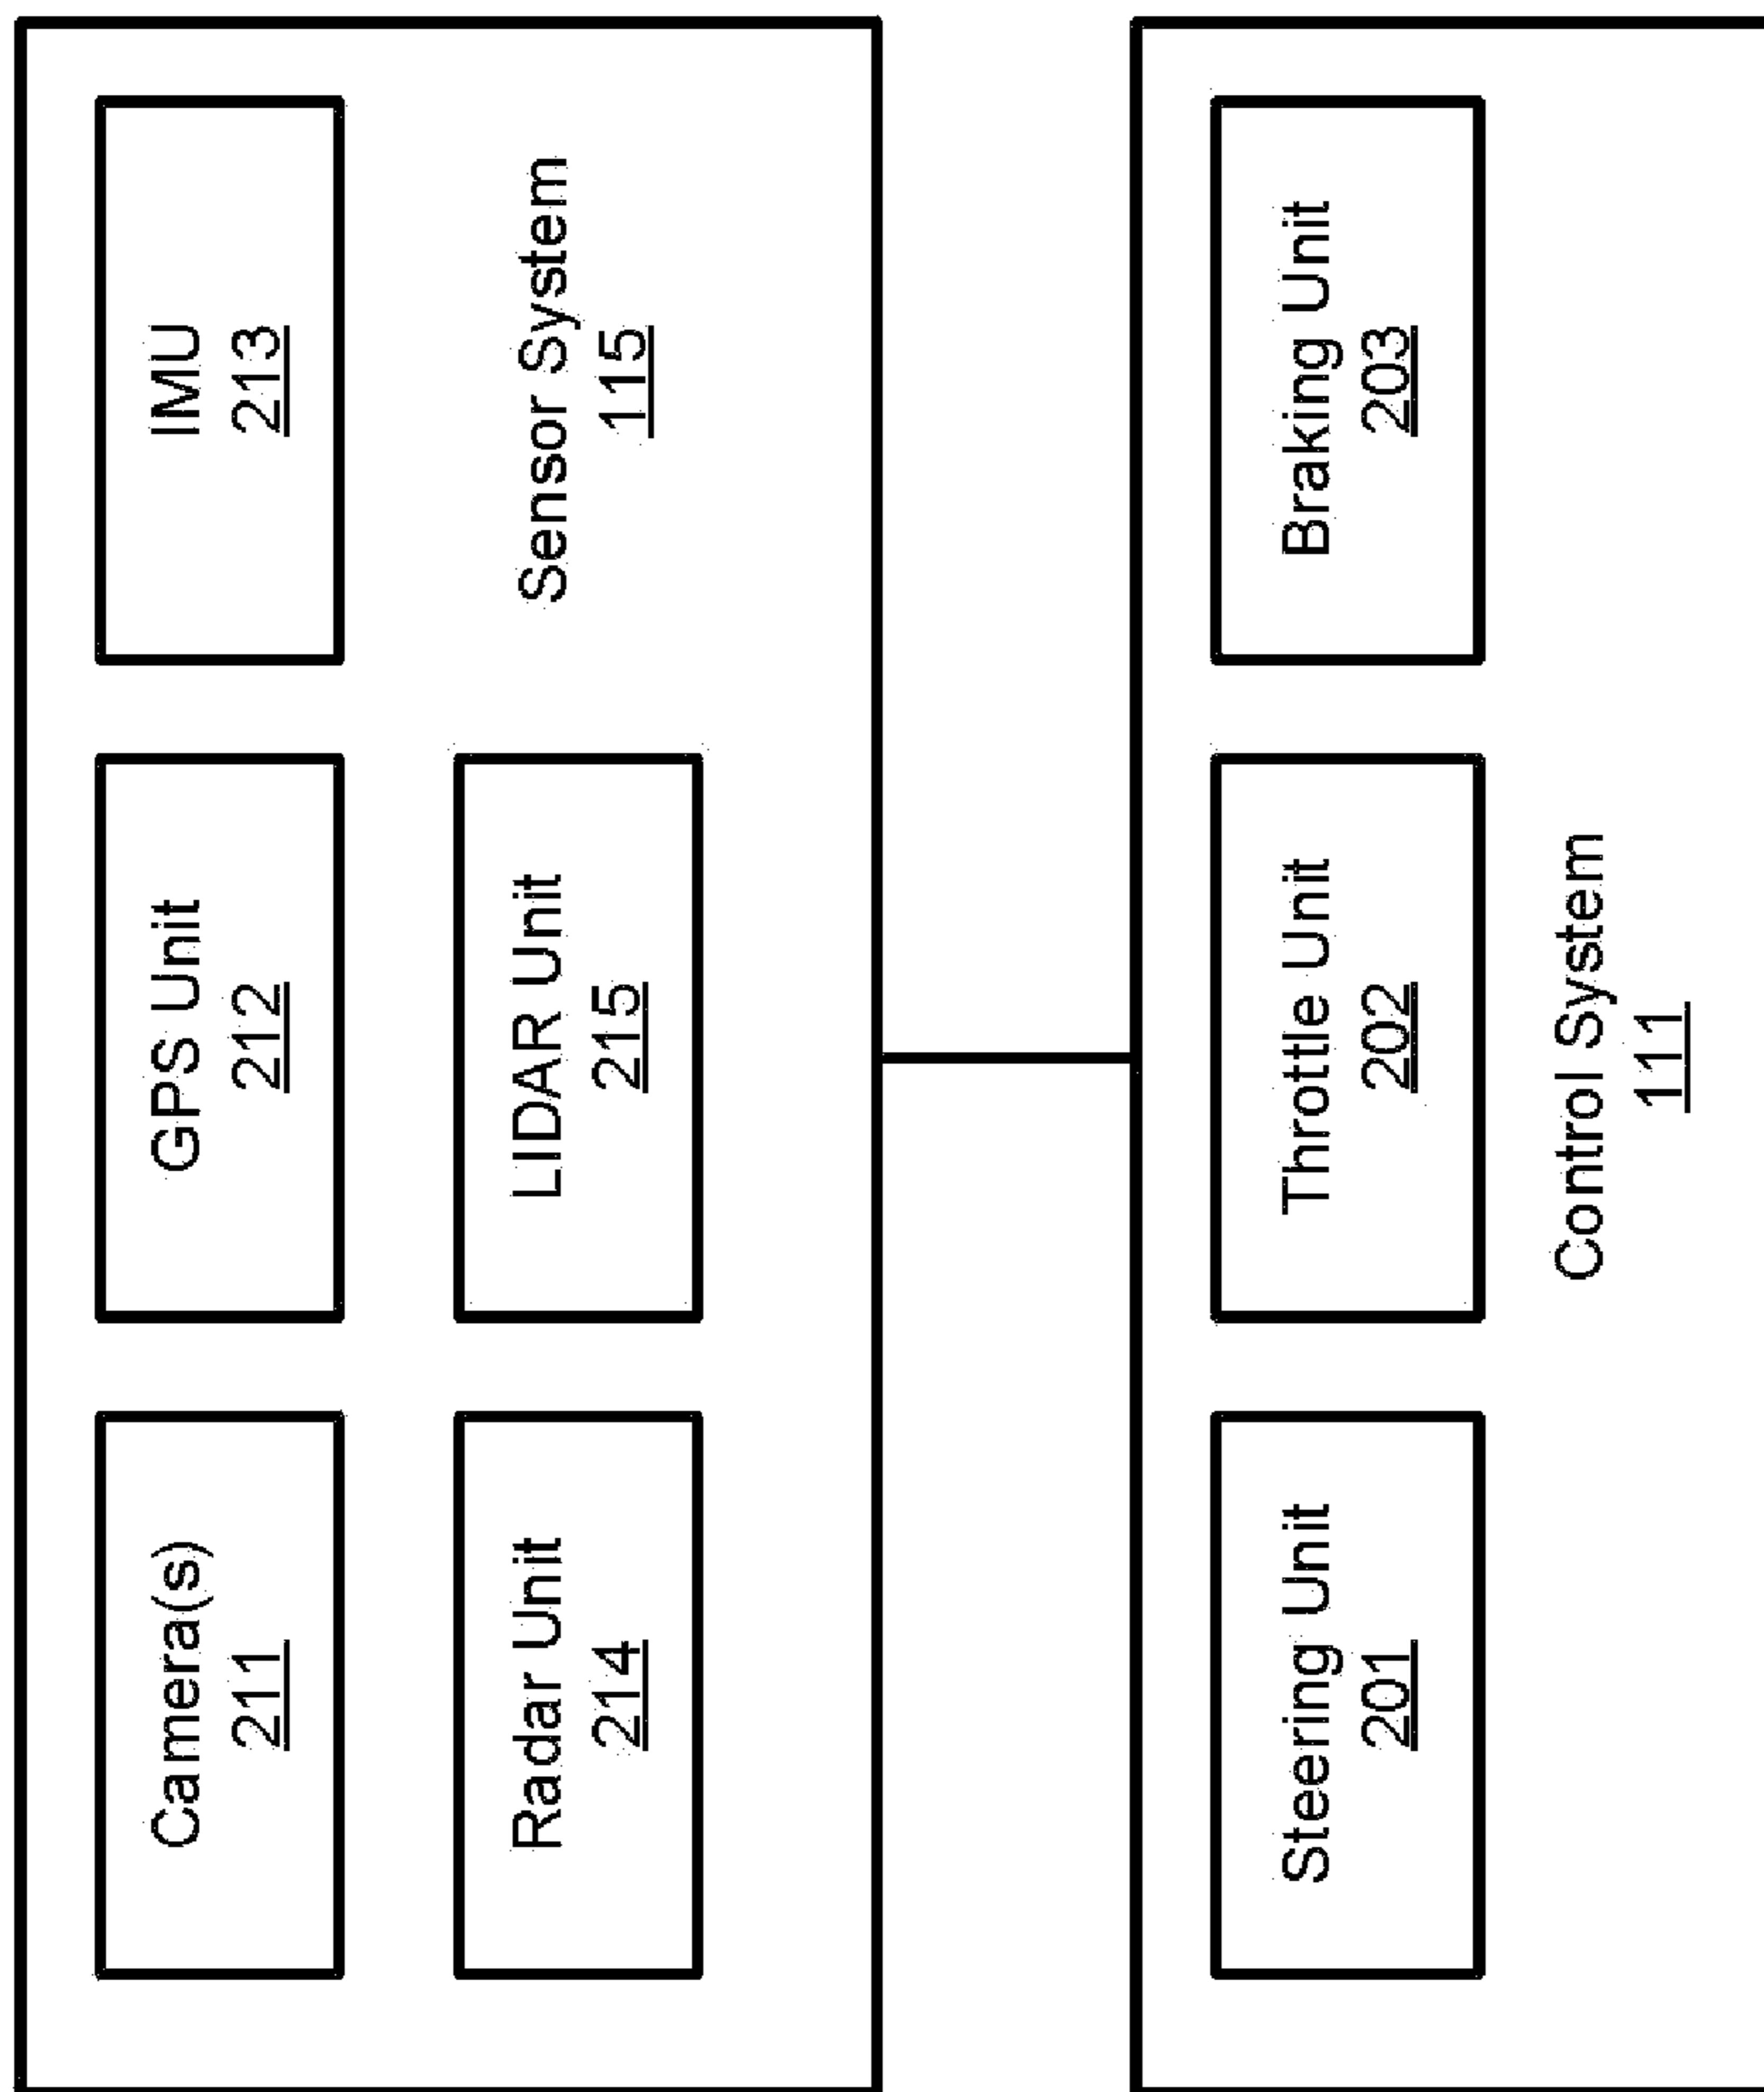 Camera(s)
211
GPS Unit
212
IMU
213
Radar Unit
214
LIDAR Unit
215
Sensor System
115
Steering Unit
201
Throttle Unit
202
Braking Unit
203
Control System
111